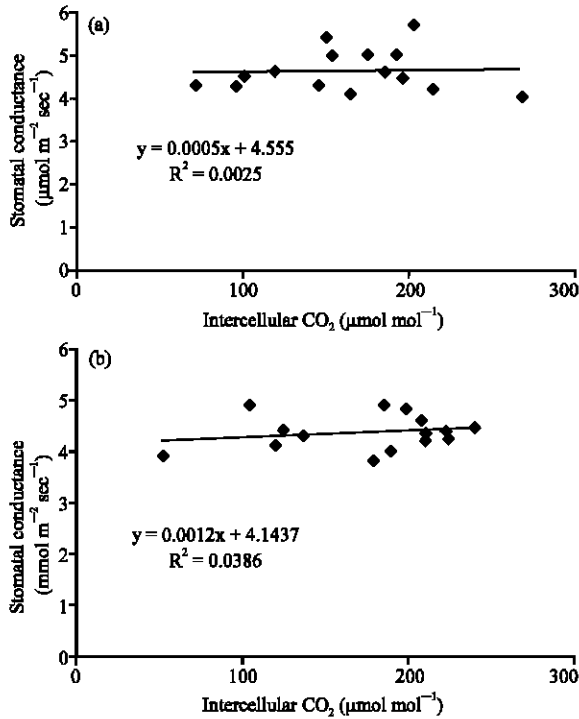 (a)
6
5
4
3
2
1
0
Stomatal conductance
(μmol m⁻² sec⁻¹)
y = 0.0005x + 4.555
R² = 0.0025
0 100 200 300
Intercellular CO₂ (μmol mol⁻¹)
(b)
6
5
4
3
2
1
0
Stomatal conductance
(mmol m⁻² sec⁻¹)
y = 0.0012x + 4.1437
R² = 0.0386
0 100 200 300
Intercellular CO₂ (μmol mol⁻¹)